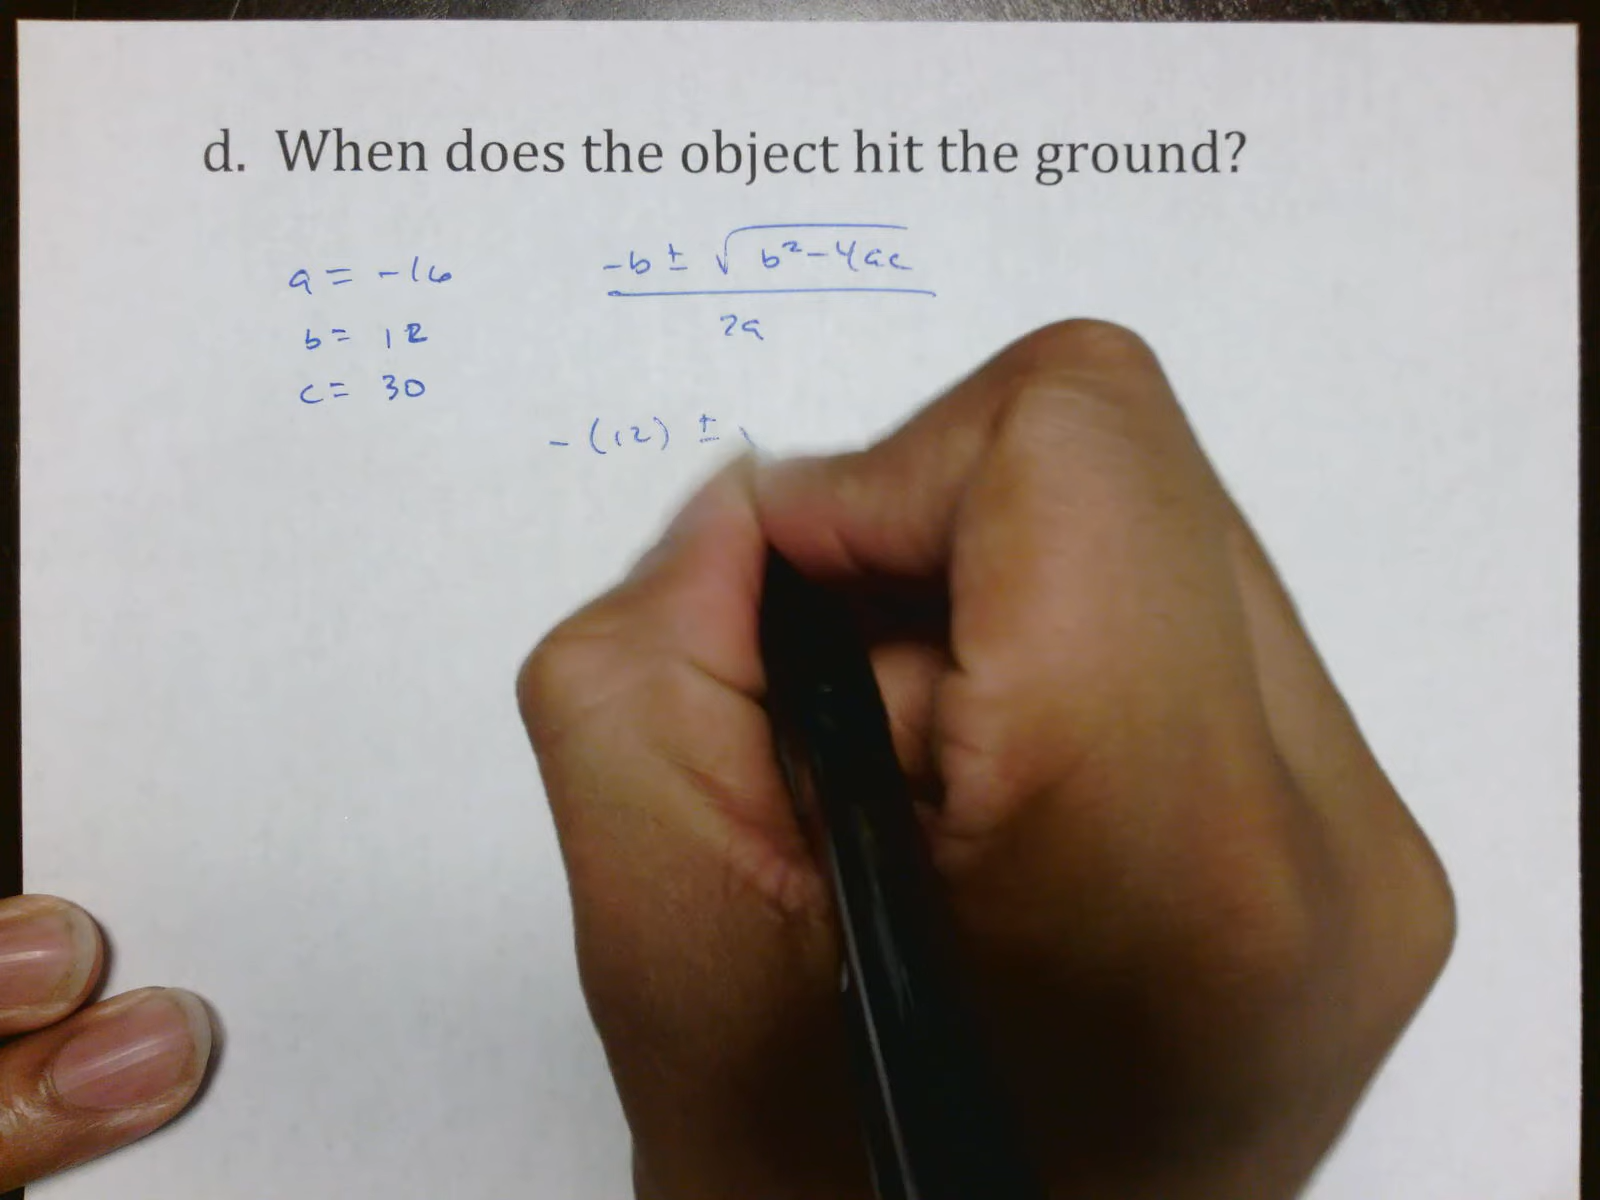 d. When does the object hit the ground?
a = -16
b = 12
c = 30
-b ± √b²-4ac
2a
-(12) ±